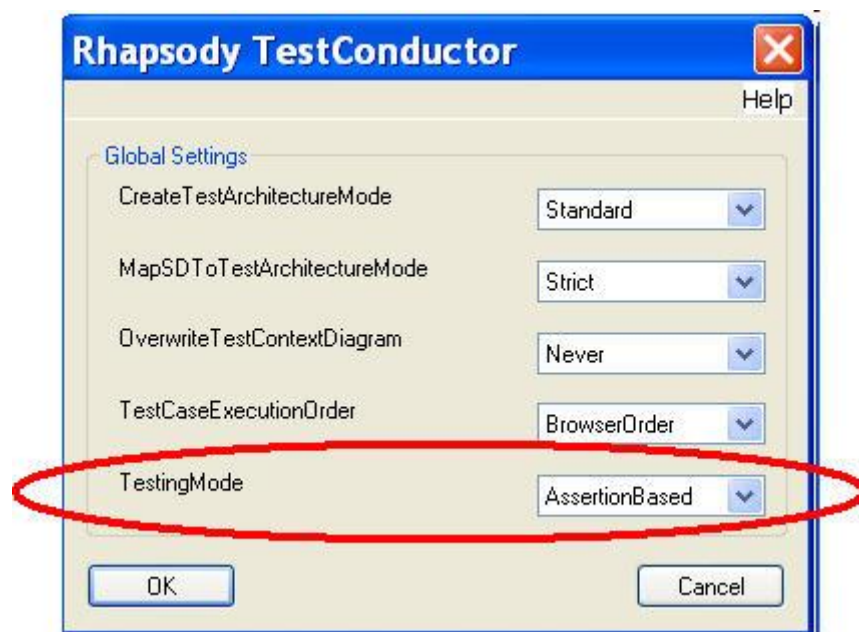 Rhapsody TestConductor
Help
Global Settings
CreateTestArchitectureMode
Standard
MapSDToTestArchitectureMode
Strict
OverwriteTestContextDiagram
Never
TestCaseExecutionOrder
BrowserOrder
TestingMode
AssertionBased
OK
Cancel